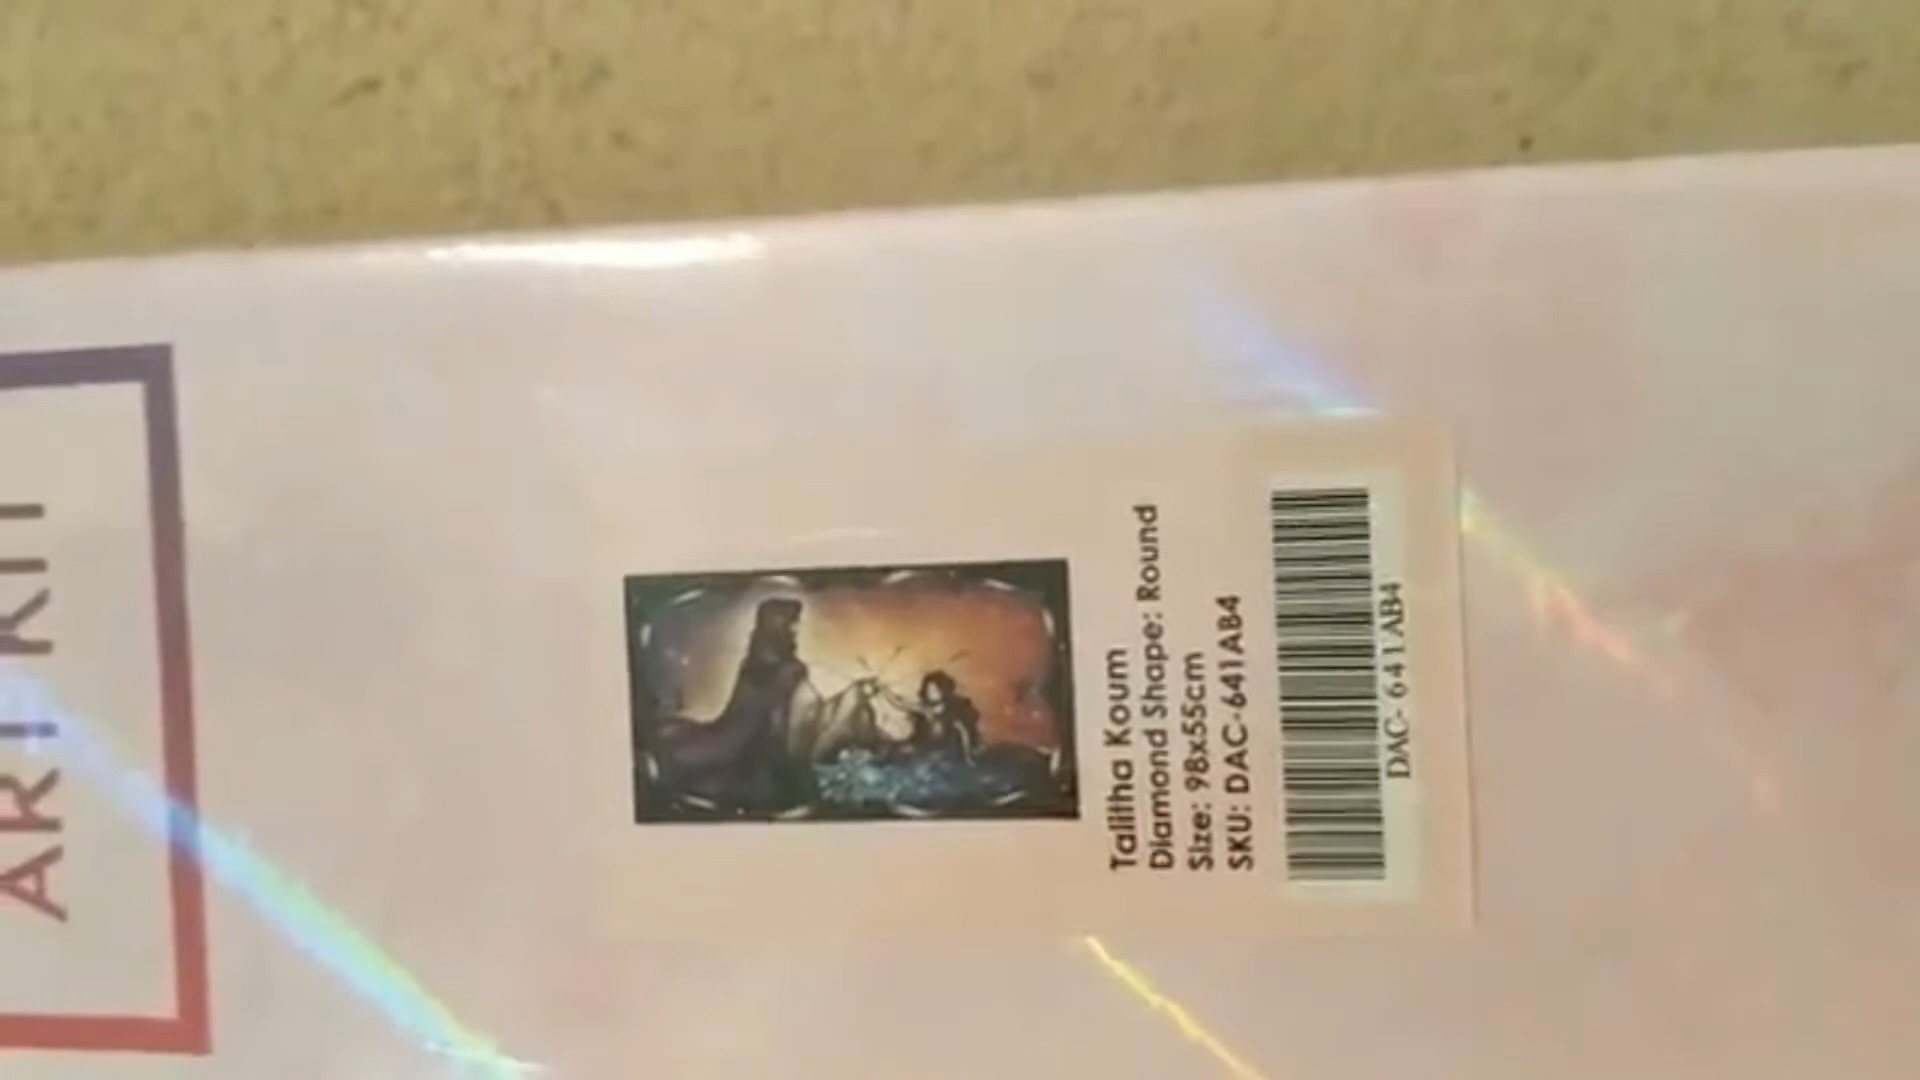 ART KIT
Talitha Koum
Diamond Shape: Round
Size: 98x55cm
SKU: DAC-641AB4
DAC-641AB4